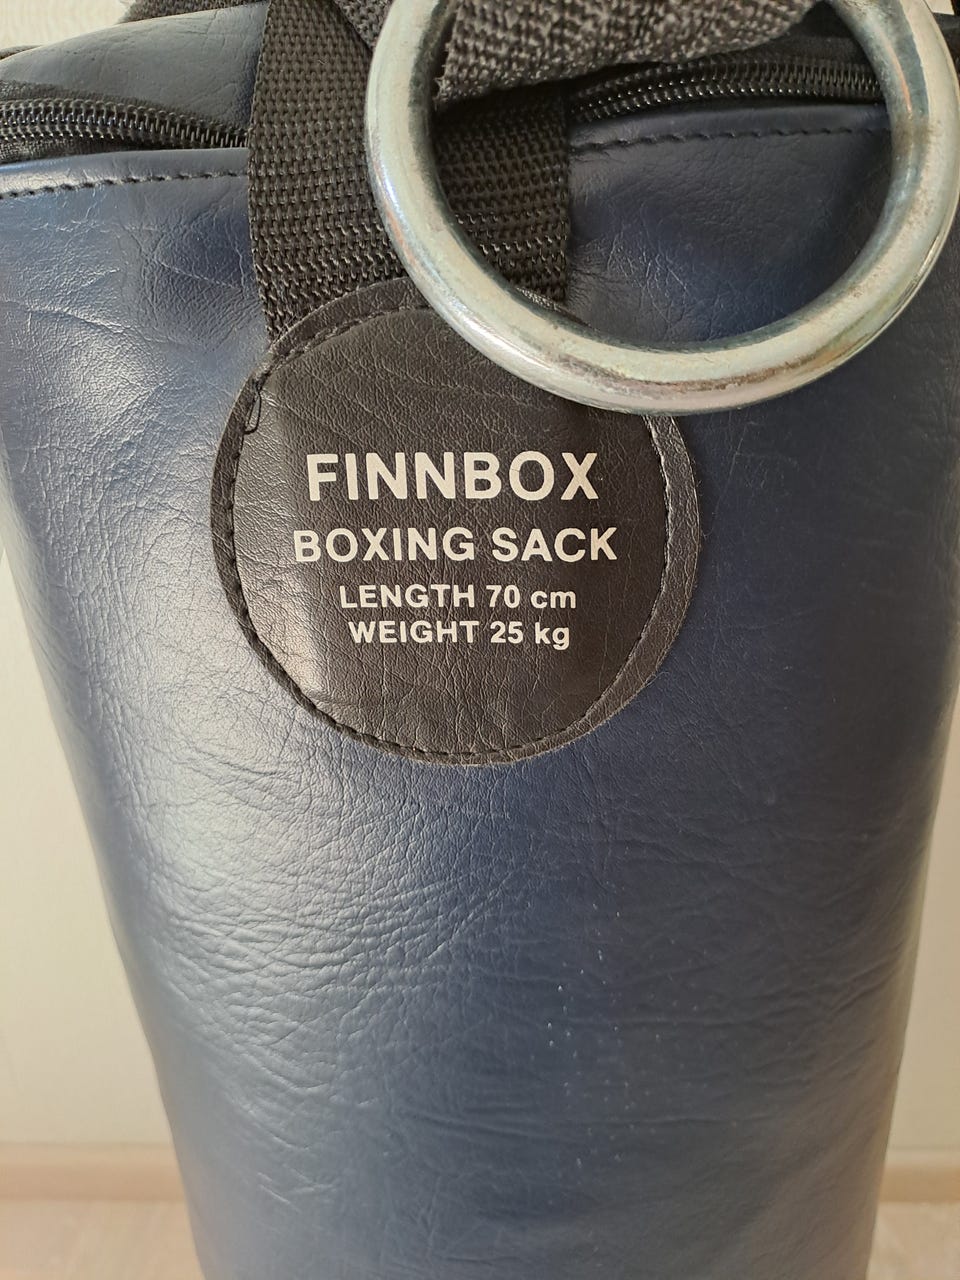 FINNBOX
BOXING SACK
LENGTH 70 cm
WEIGHT 25 kg